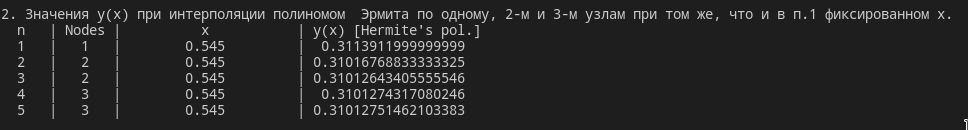 2. Значения y(x) при интерполяции полиномом  Эрмита по одному, 2-м и 3-м узлам при том же, что и в п.1 фиксированном x.
  n   | Nodes |          x           | y(x) [Hermite's pol.]
  1   |   1   |        0.545         |  0.3113911999999999
  2   |   2   |        0.545         | 0.31016768833333325
  3   |   2   |        0.545         | 0.31012643405555546
  4   |   3   |        0.545         |  0.3101274317080246
  5   |   3   |        0.545         | 0.31012751462103383